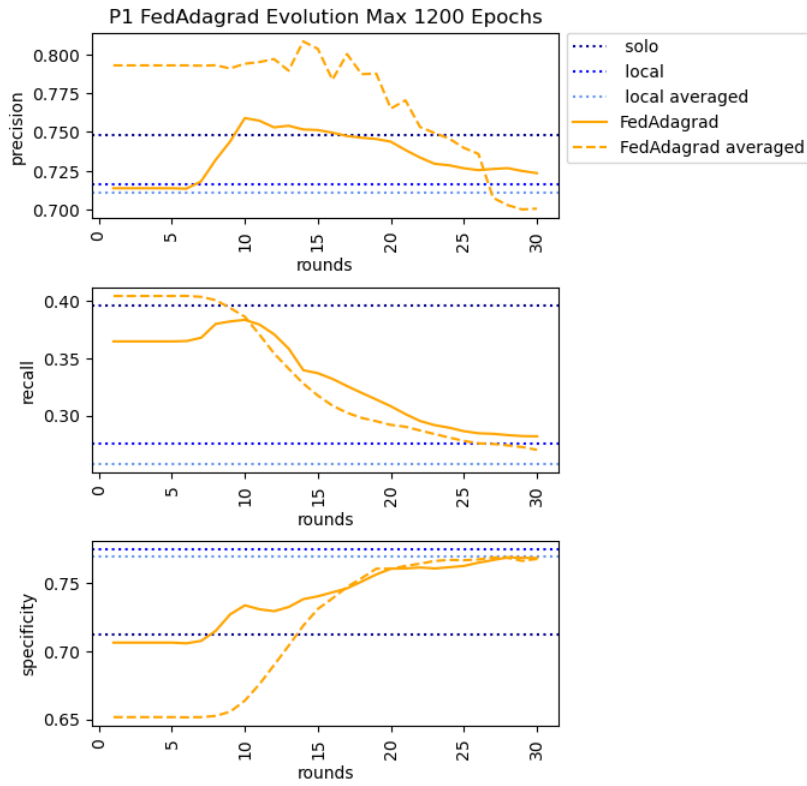 P1 FedAdagrad Evolution Max 1200 Epochs
0.800
0.775
0.750
0.725
0.700
precision
0
5
10
15
20
25
30
rounds
solo
local
local averaged
FedAdagrad
FedAdagrad averaged
0.40
0.35
0.30
recall
0
5
10
15
20
25
30
rounds
0.75
0.70
0.65
specificity
0
5
10
15
20
25
30
rounds